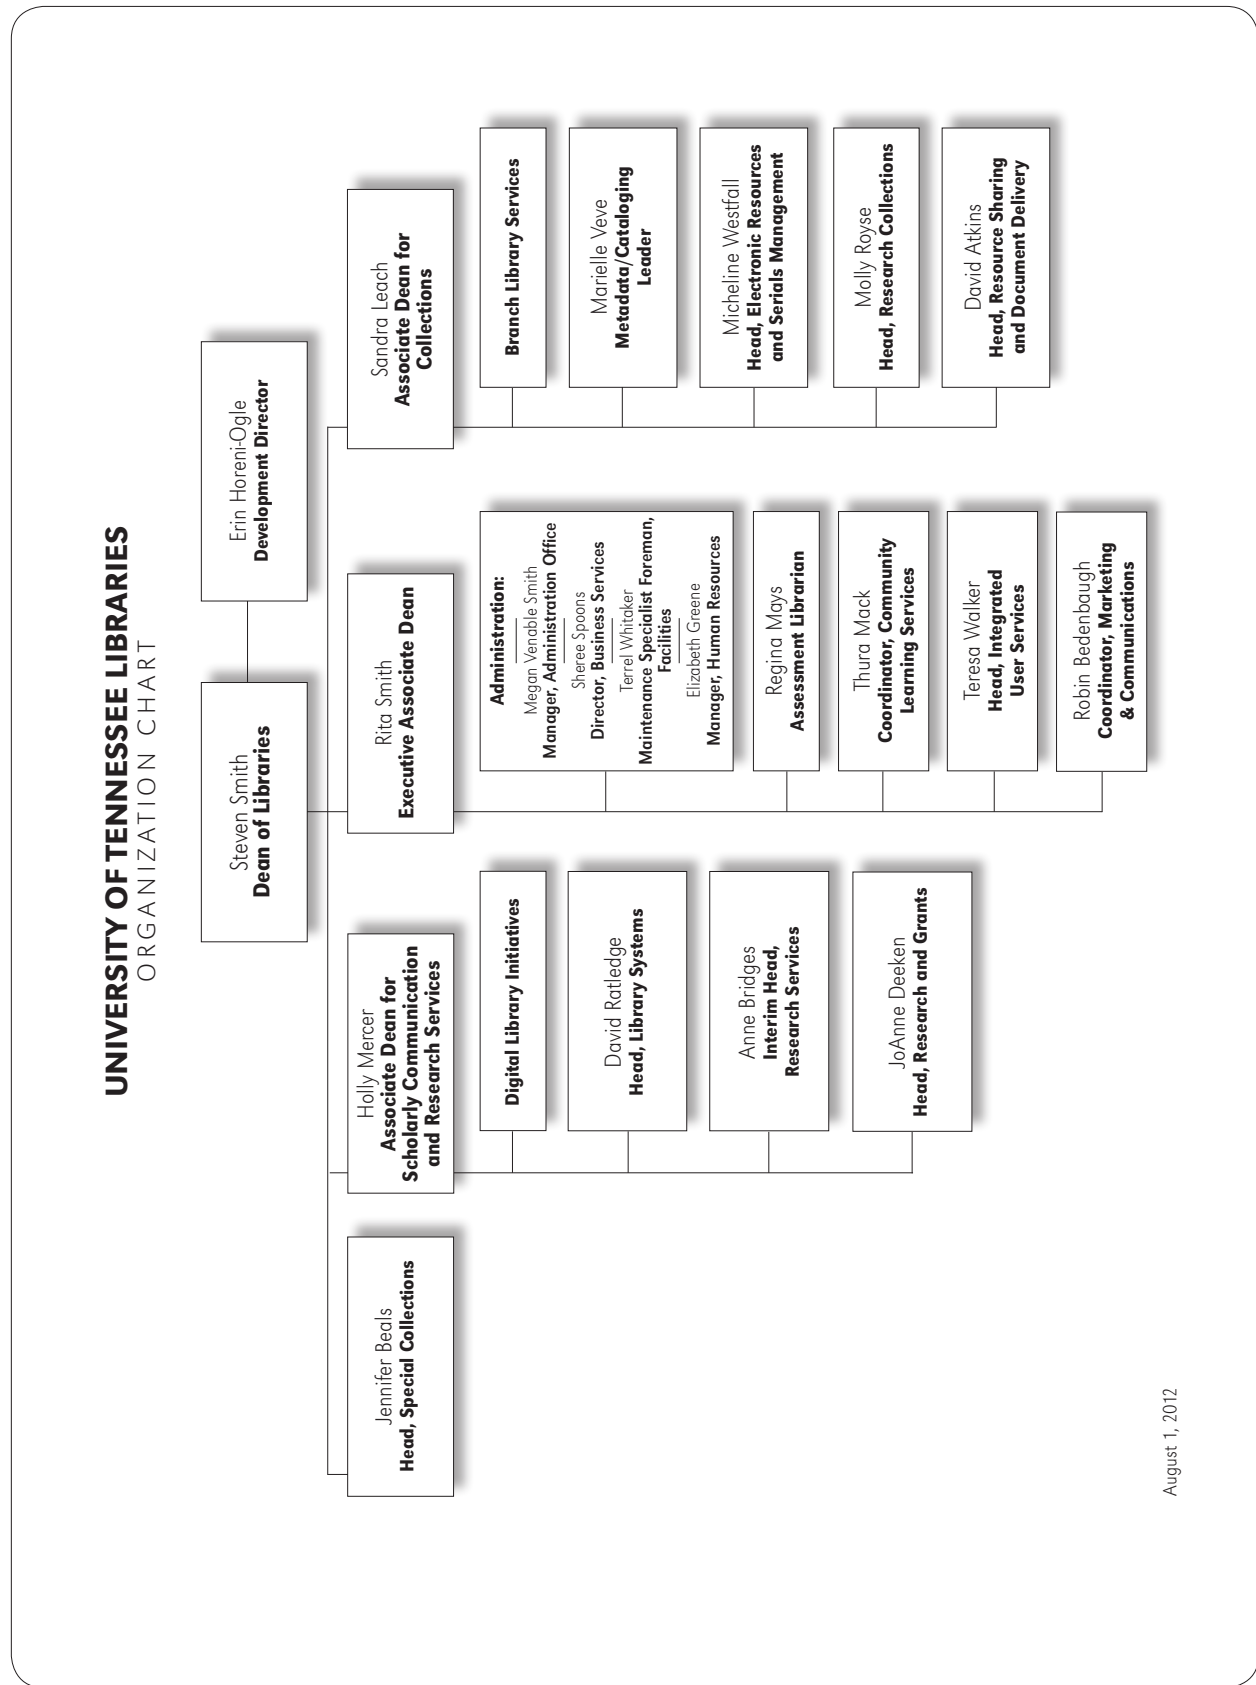 UNIVERSITY OF TENNESSEE LIBRARIES
ORGANIZATION CHART
Steven Smith
Dean of Libraries
Erin Horeni-Ogle
Development Director
Jennifer Beals
Head, Special Collections
Holly Mercer
Associate Dean for
Scholarly Communication
and Research Services
Digital Library Initiatives
David Ratledge
Head, Library Systems
Anne Bridges
Interim Head,
Research Services
JoAnne Deeken
Head, Research and Grants
Rita Smith
Executive Associate Dean
Administration:
Megan Venable Smith
Manager, Administration Office
Sheree Spoons
Director, Business Services
Terrel Whitaker
Maintenance Specialist Foreman,
Facilities
Elizabeth Greene
Manager, Human Resources
Regina Mays
Assessment Librarian
Thura Mack
Coordinator, Community
Learning Services
Teresa Walker
Head, Integrated
User Services
Robin Bedenbaugh
Coordinator, Marketing
& Communications
Sandra Leach
Associate Dean for
Collections
Branch Library Services
Marielle Veve
Metadata/Cataloging
Leader
Micheline Westfall
Head, Electronic Resources
and Serials Management
Molly Royse
Head, Research Collections
David Atkins
Head, Resource Sharing
and Document Delivery
August 1, 2012